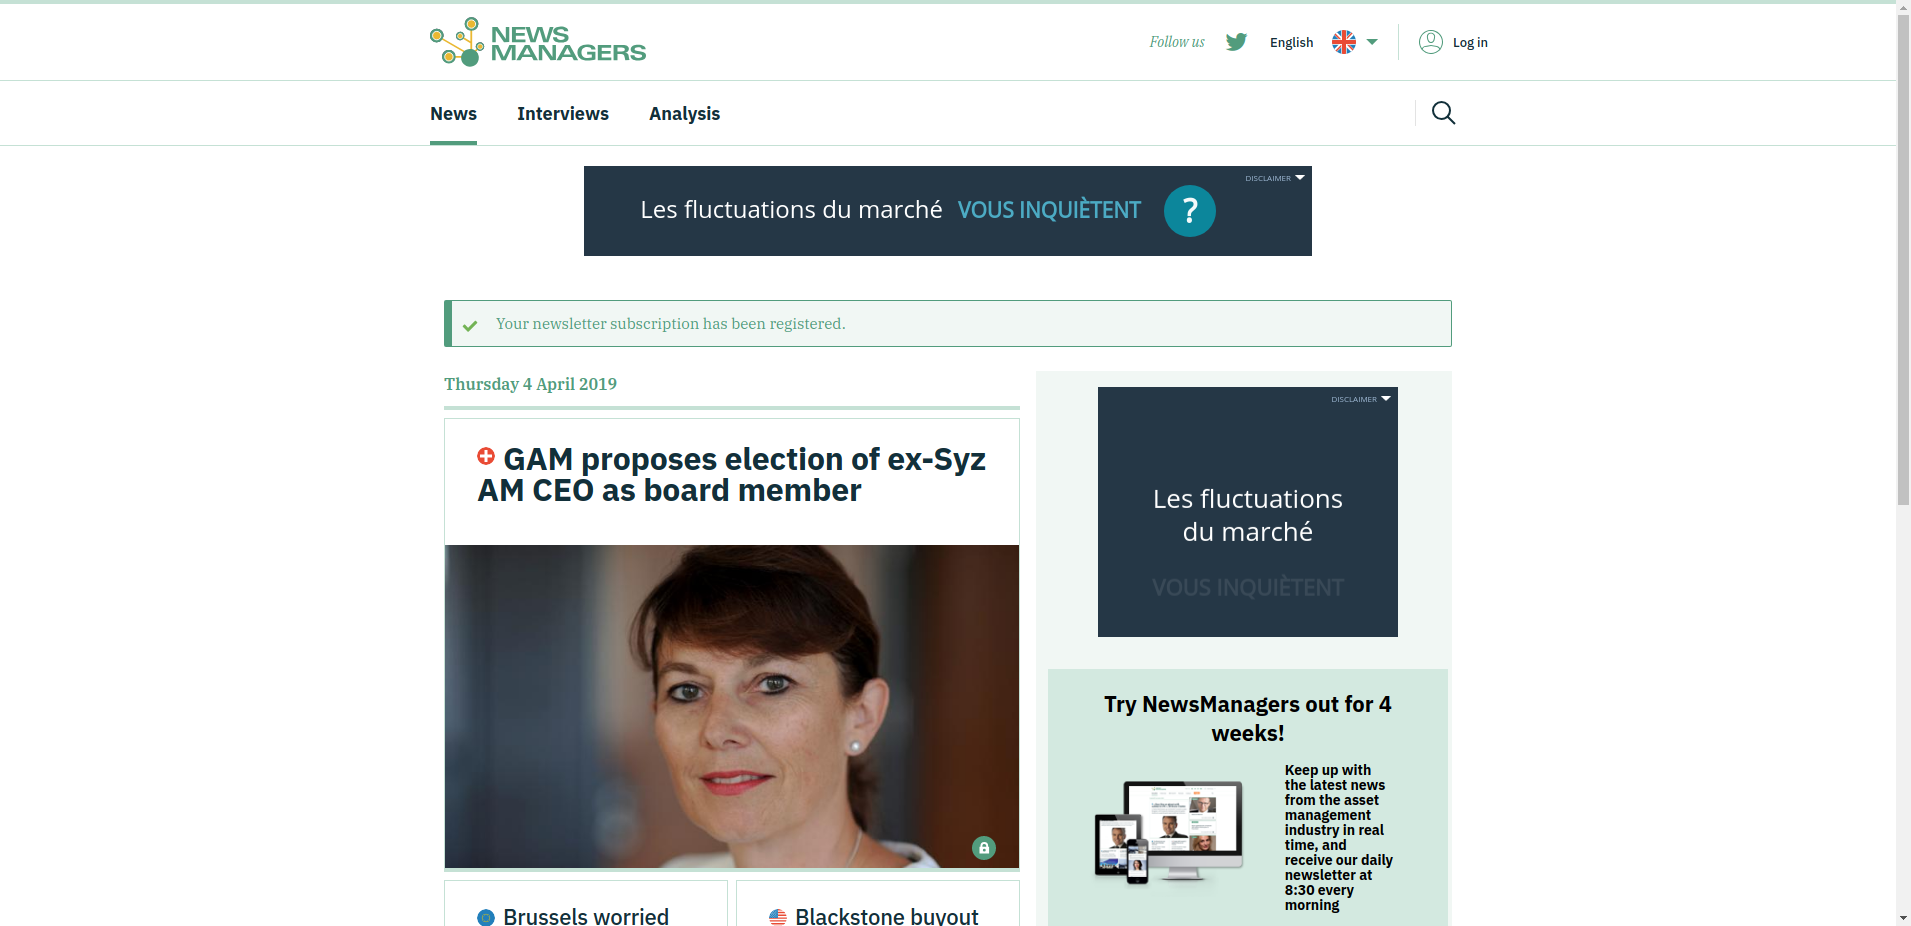 NEWS
MANAGERS
Follow us
English
Log in
News
Interviews
Analysis
DISCLAIMER
Les fluctuations du marché VOUS INQUIÈTENT ?
Your newsletter subscription has been registered.
Thursday 4 April 2019
GAM proposes election of ex-Syz
AM CEO as board member
Brussels worried
Blackstone buyout
DISCLAIMER
Les fluctuations
du marché
VOUS INQUIÈTENT
Try NewsManagers out for 4
weeks!
Keep up with
the latest news
from the asset
management
industry in real
time, and
receive our daily
newsletter at
8:30 every
morning